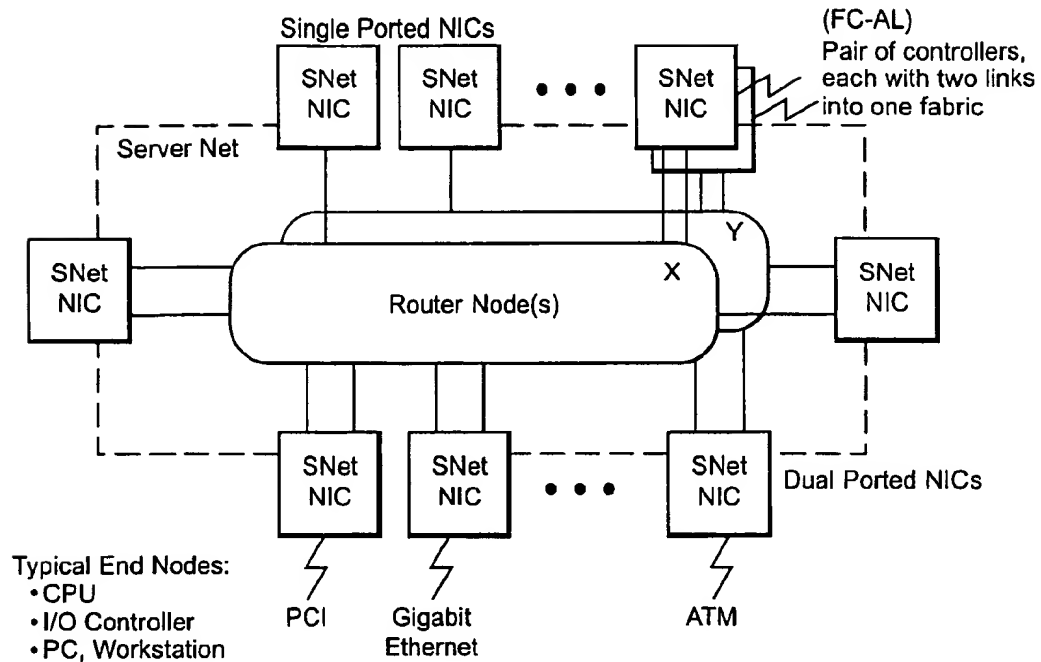 (FC-AL)
Single Ported NICs
Pair of controllers,
each with two links
into one fabric
SNet
NIC
SNet
NIC
SNet
NIC
Server Net
Y
X
SNet
NIC
Router Node(s)
SNet
NIC
SNet
NIC
SNet
NIC
SNet
NIC
Dual Ported NICs
Typical End Nodes:
•CPU
•I/O Controller
•PC, Workstation
PCI
Gigabit
Ethernet
ATM